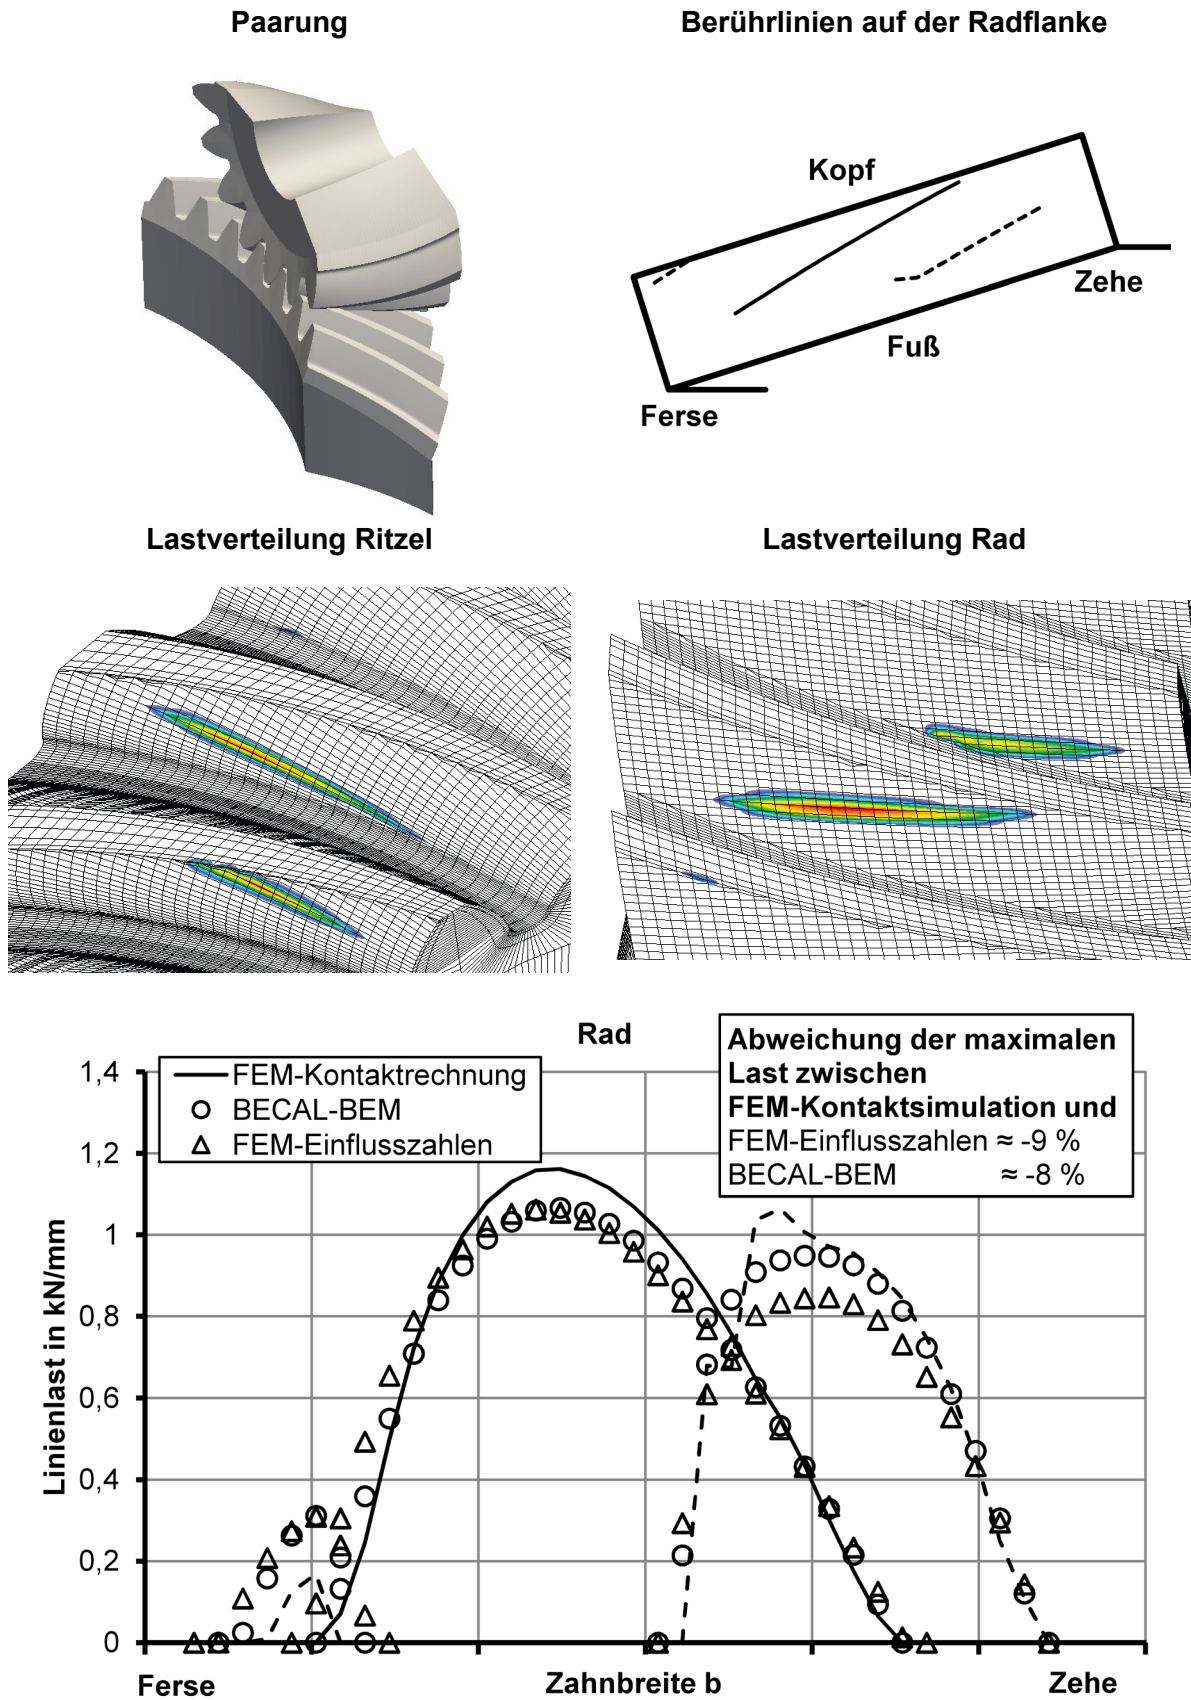 Paarung
Berührlinien auf der Radflanke
Kopf
Zehe
Fuß
Ferse
Lastverteilung Ritzel
Lastverteilung Rad
Rad
Abweichung der maximalen
Last zwischen
FEM-Kontaktsimulation und
FEM-Einflusszahlen ≈ -9 %
BECAL-BEM ≈ -8 %
FEM-Kontaktrechnung
BECAL-BEM
FEM-Einflusszahlen
Linienlast in kN/mm
1,4
1,2
1
0,8
0,6
0,4
0,2
0
Ferse
Zahnbreite b
Zehe